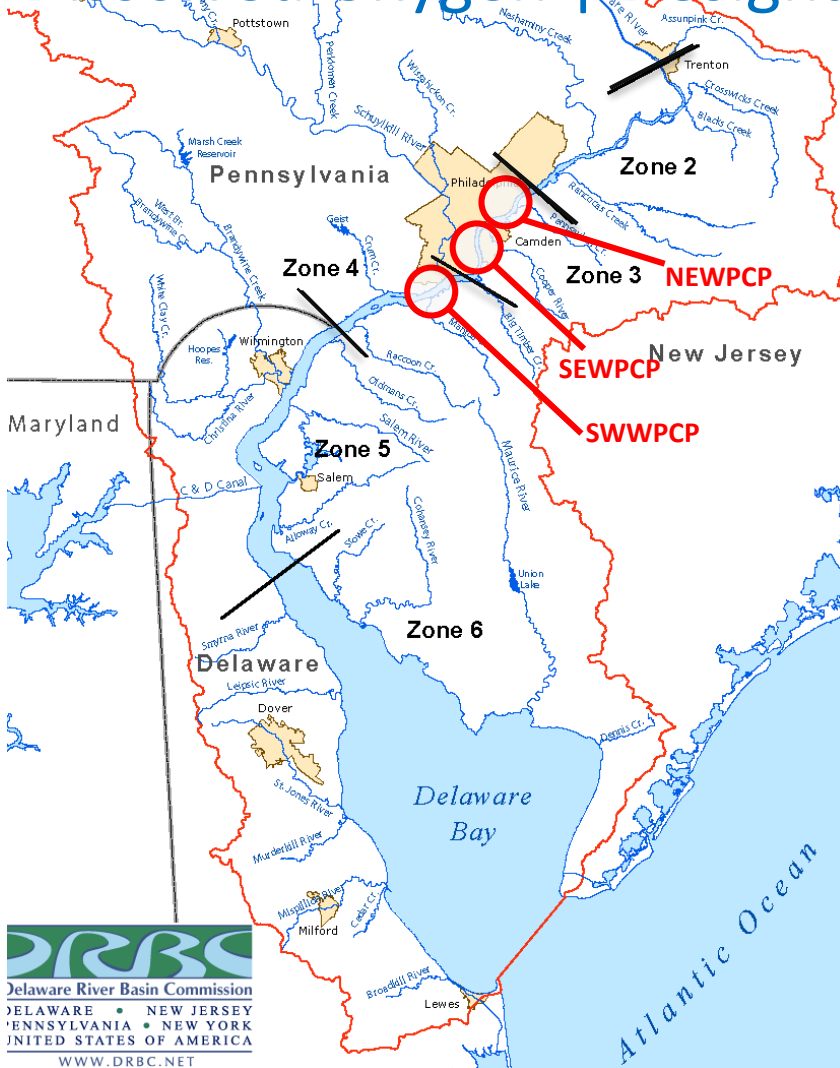 Pottstown
Perkiomen Creek
Wissahickon Cr.
Neshaminy Creek
Assunpink Cr.
Trenton
Crosswicks Creek
Blacks Creek
Marsh Creek
Reservoir
Schuylkill River
Pennsylvania
Zone 2
Rancocas Creek
West Br.
Brandywine Cr.
Brandywine Creek
Geist
Crum Cr.
Camden
Zone 4
Zone 3
NEWPCP
Cooper River
White Clay Cr.
Hoopes
Res.
Wilmington
Big Timber Cr.
Raccoon Cr.
New Jersey
SEWPCP
Oldmans Cr.
Maryland
Christina River
Salem River
SWWPCP
Zone 5
Salem
Maurice River
C & D Canal
Alloway Cr.
Stowe Cr.
Cohansey River
Union
Lake
Zone 6
Smyrna River
Delaware
Leipsic River
Dover
Dennis Cr.
St. Jones River
Delaware
Bay
Murderkill River
Mispillion River
Cedar Cr.
Milford
Atlantic Ocean
Broadkill River
Lewes
DRBC
Delaware River Basin Commission
DELAWARE • NEW JERSEY
PENNSYLVANIA • NEW YORK
UNITED STATES OF AMERICA
WWW.DRBC.NET